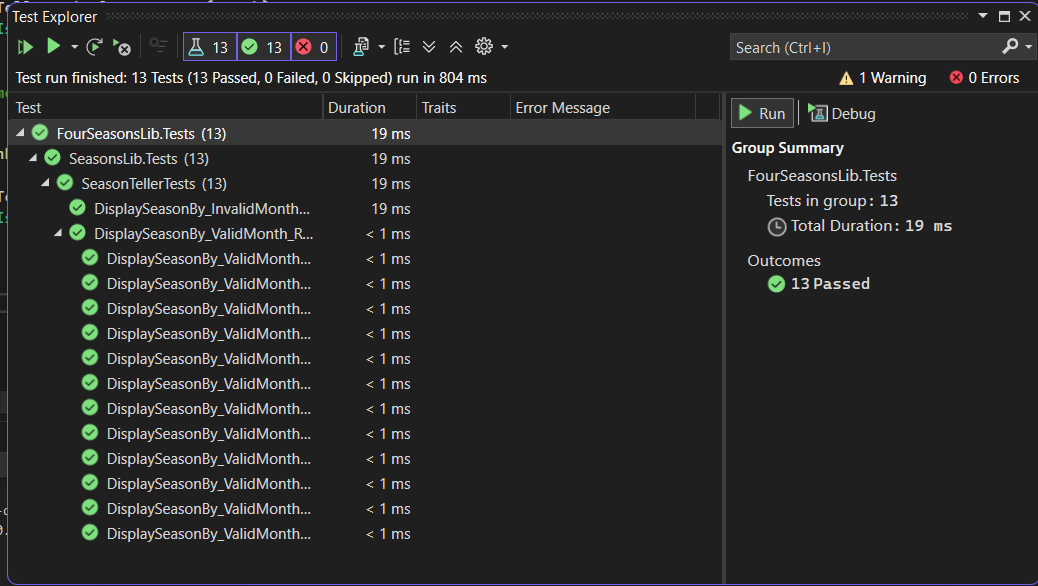 Test Explorer
13 13 0
Search (Ctrl+I)
Test run finished: 13 Tests (13 Passed, 0 Failed, 0 Skipped) run in 804 ms
1 Warning 0 Errors
Test Duration Traits Error Message
FourSeasonsLib.Tests (13) 19 ms
SeasonsLib.Tests (13) 19 ms
SeasonTellerTests (13) 19 ms
DisplaySeasonBy_InvalidMonth... 19 ms
DisplaySeasonBy_ValidMonth_R... < 1 ms
DisplaySeasonBy_ValidMonth... < 1 ms
DisplaySeasonBy_ValidMonth... < 1 ms
DisplaySeasonBy_ValidMonth... < 1 ms
DisplaySeasonBy_ValidMonth... < 1 ms
DisplaySeasonBy_ValidMonth... < 1 ms
DisplaySeasonBy_ValidMonth... < 1 ms
DisplaySeasonBy_ValidMonth... < 1 ms
DisplaySeasonBy_ValidMonth... < 1 ms
DisplaySeasonBy_ValidMonth... < 1 ms
DisplaySeasonBy_ValidMonth... < 1 ms
DisplaySeasonBy_ValidMonth... < 1 ms
DisplaySeasonBy_ValidMonth... < 1 ms
Run Debug
Group Summary
FourSeasonsLib.Tests
Tests in group: 13
Total Duration: 19 ms
Outcomes
13 Passed